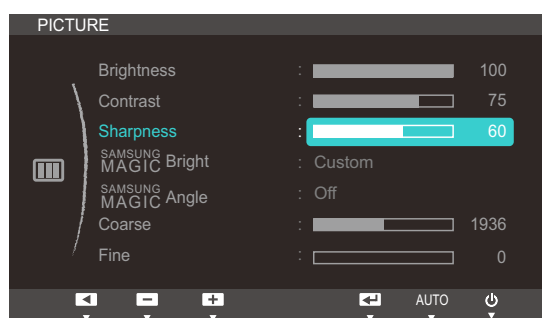 PICTURE
Brightness : 100
Contrast : 75
Sharpness : 60
SAMSUNG MAGIC Bright : Custom
SAMSUNG MAGIC Angle : Off
Coarse : 1936
Fine : 0
AUTO